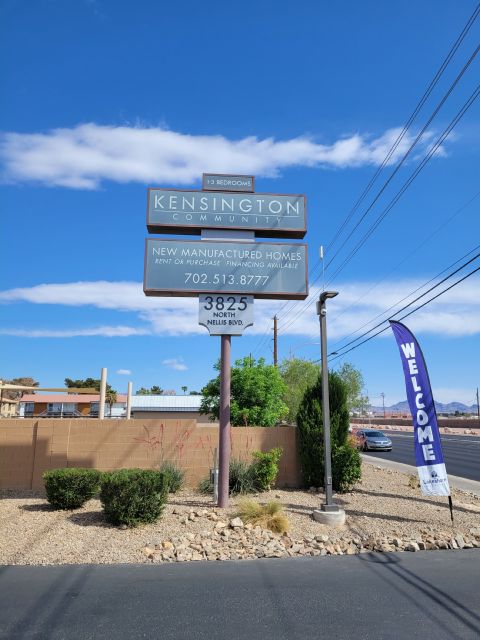 1-3 BEDROOMS
KENSINGTON
COMMUNITY
NEW MANUFACTURED HOMES
RENT OR PURCHASE FINANCING AVAILABLE
702.513.8777
3825
NORTH
NELLIS BLVD.
WELCOME
Lakeshore